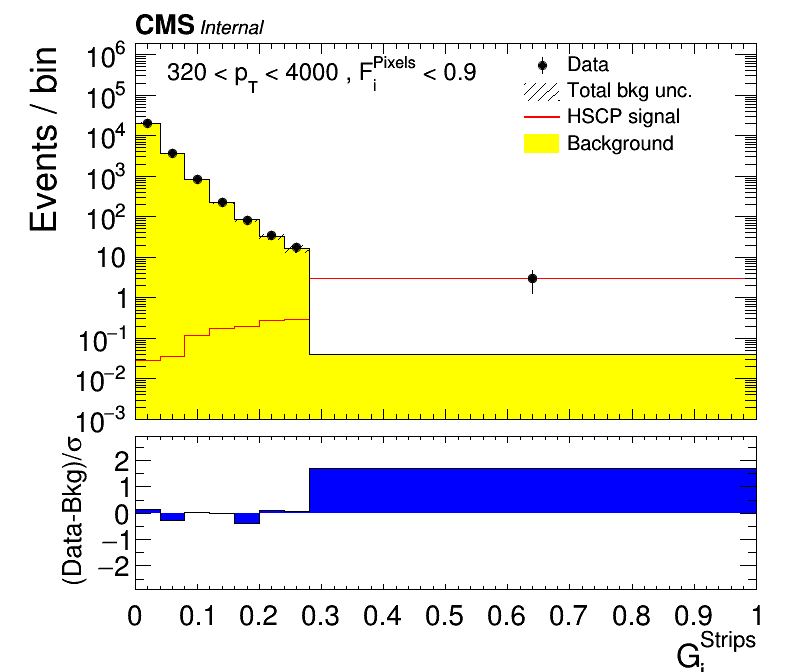 CMS Internal
320 < p_T < 4000 , F_i^Pixels < 0.9
Data
Total bkg unc.
HSCP signal
Background
Events / bin
10^6
10^5
10^4
10^3
10^2
10
1
10^−1
10^−2
10^−3
(Data-Bkg)/σ
2
1
0
−1
−2
0 0.1 0.2 0.3 0.4 0.5 0.6 0.7 0.8 0.9 1
G_i^Strips